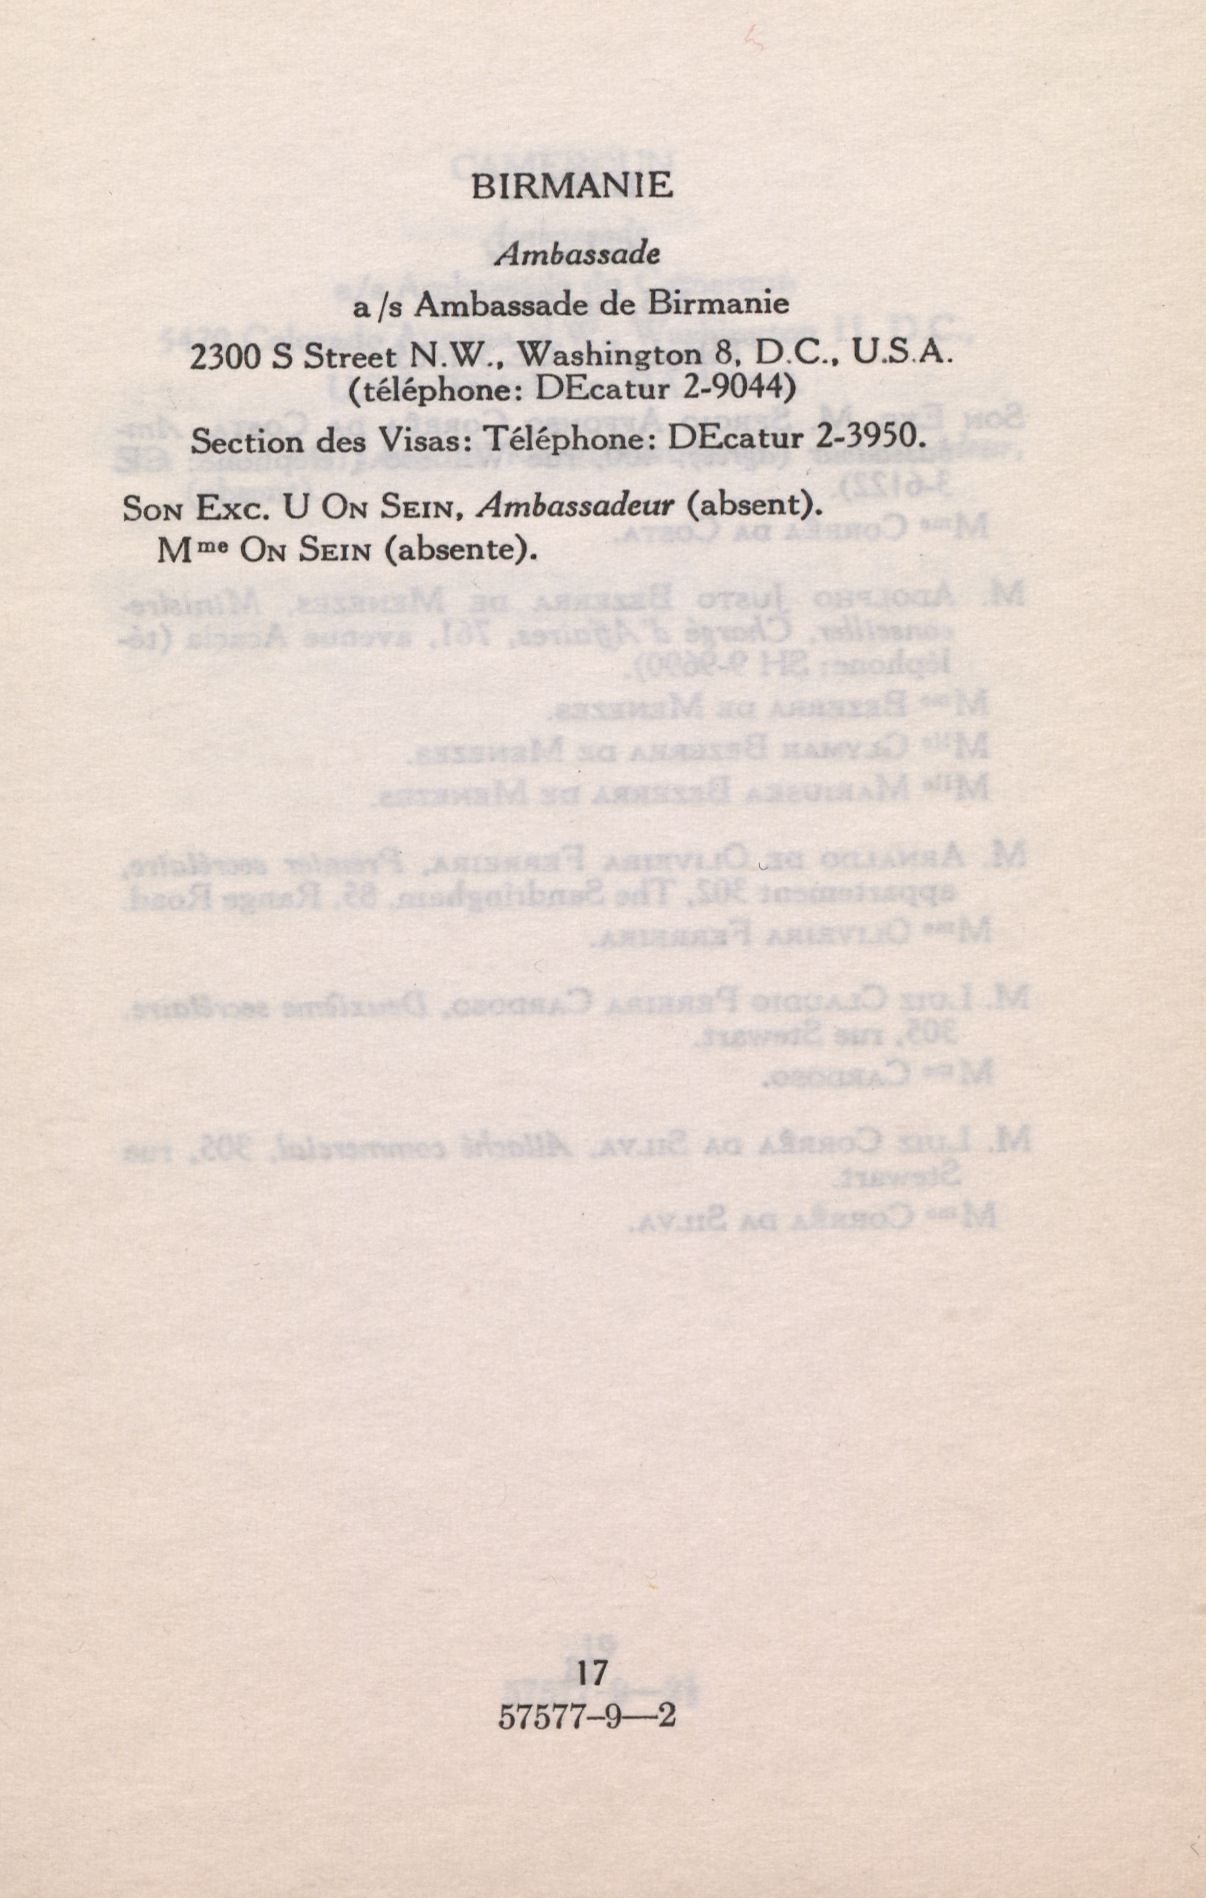 BIRMANIE
Ambassade
a/s Ambassade de Birmanie
2300 S Street N.W., Washington 8, D.C., U.S.A.
(téléphone: DEcatur 2-9044)
Section des Visas: Téléphone: DEcatur 2-3950.
SON EXC. U ON SEIN, Ambassadeur (absent).
Mme ON SEIN (absente).
17
57577–9—2